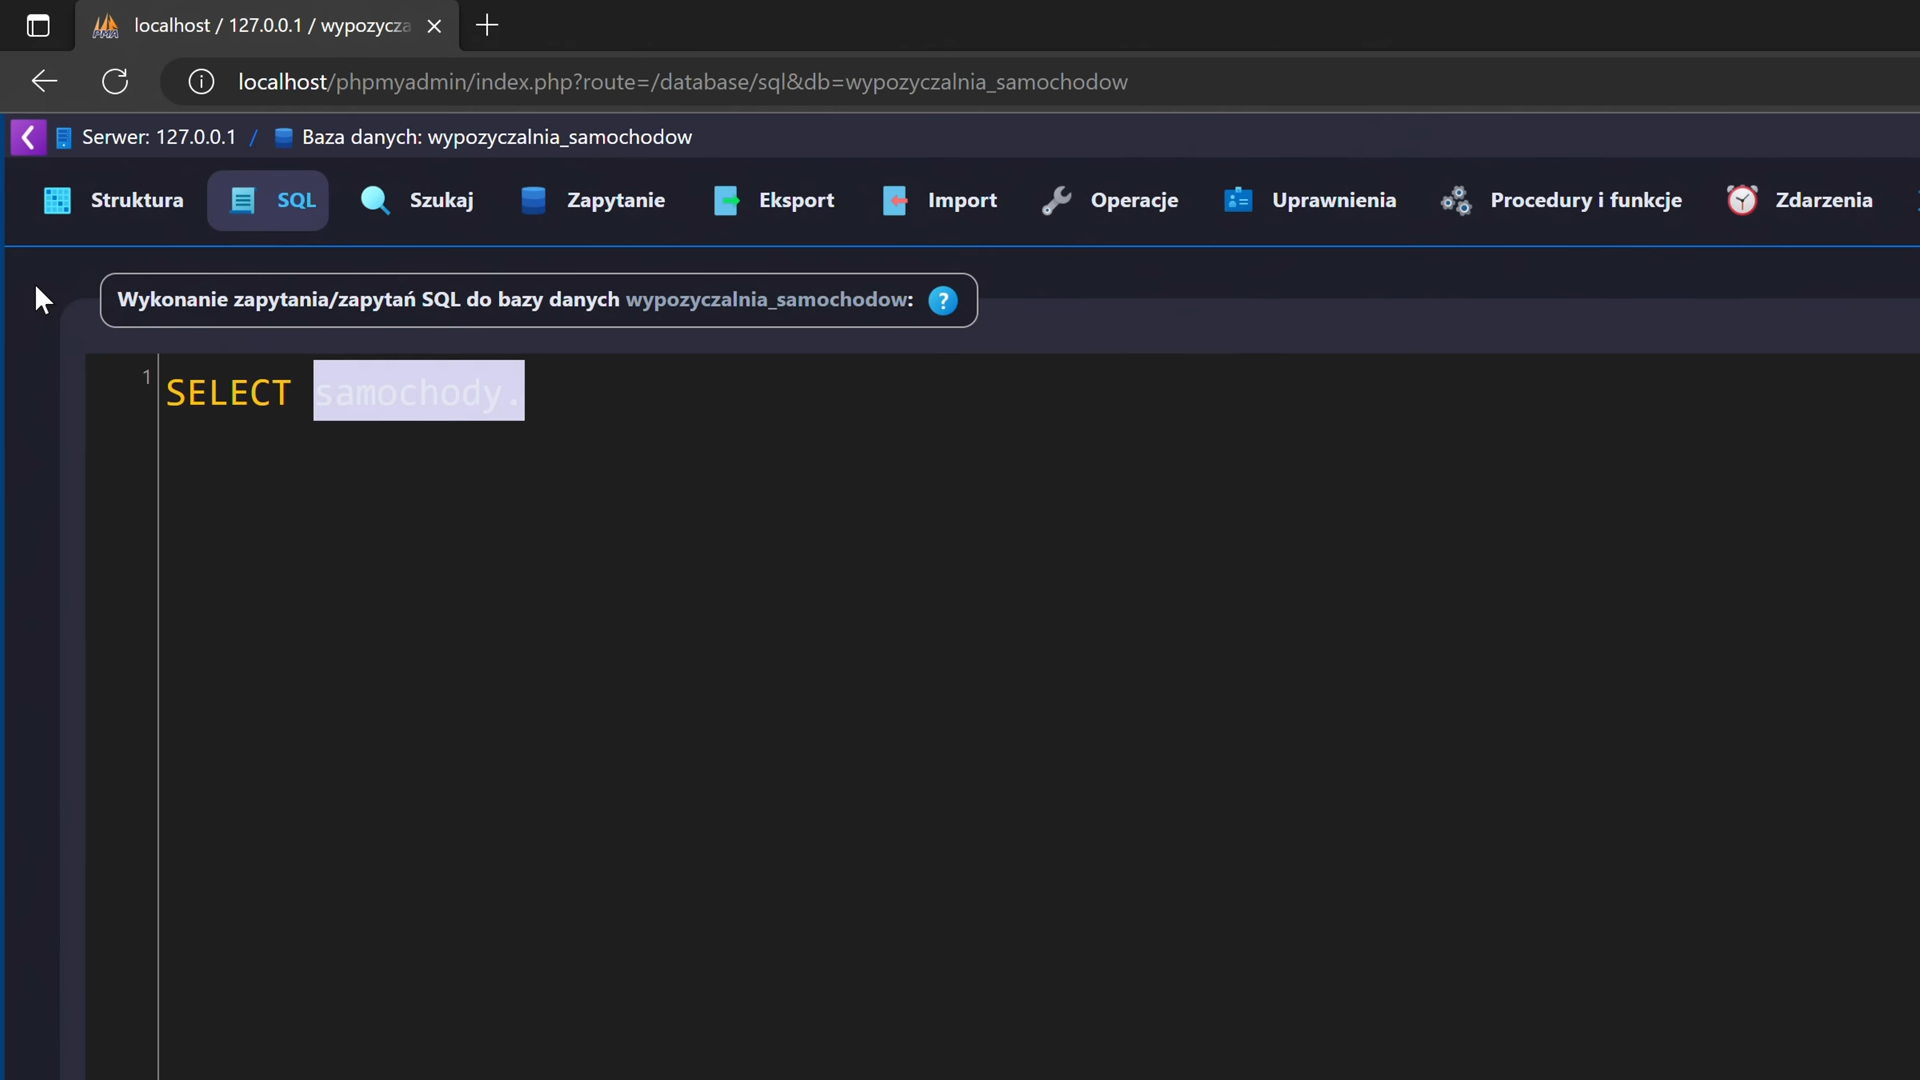 localhost / 127.0.0.1 / wypozycza
localhost/phpmyadmin/index.php?route=/database/sql&db=wypozyczalnia_samochodow
Serwer: 127.0.0.1 / Baza danych: wypozyczalnia_samochodow
Struktura SQL Szukaj Zapytanie Eksport Import Operacje Uprawnienia Procedury i funkcje Zdarzenia
Wykonanie zapytania/zapytań SQL do bazy danych wypozyczalnia_samochodow: ?
1 SELECT samochody.